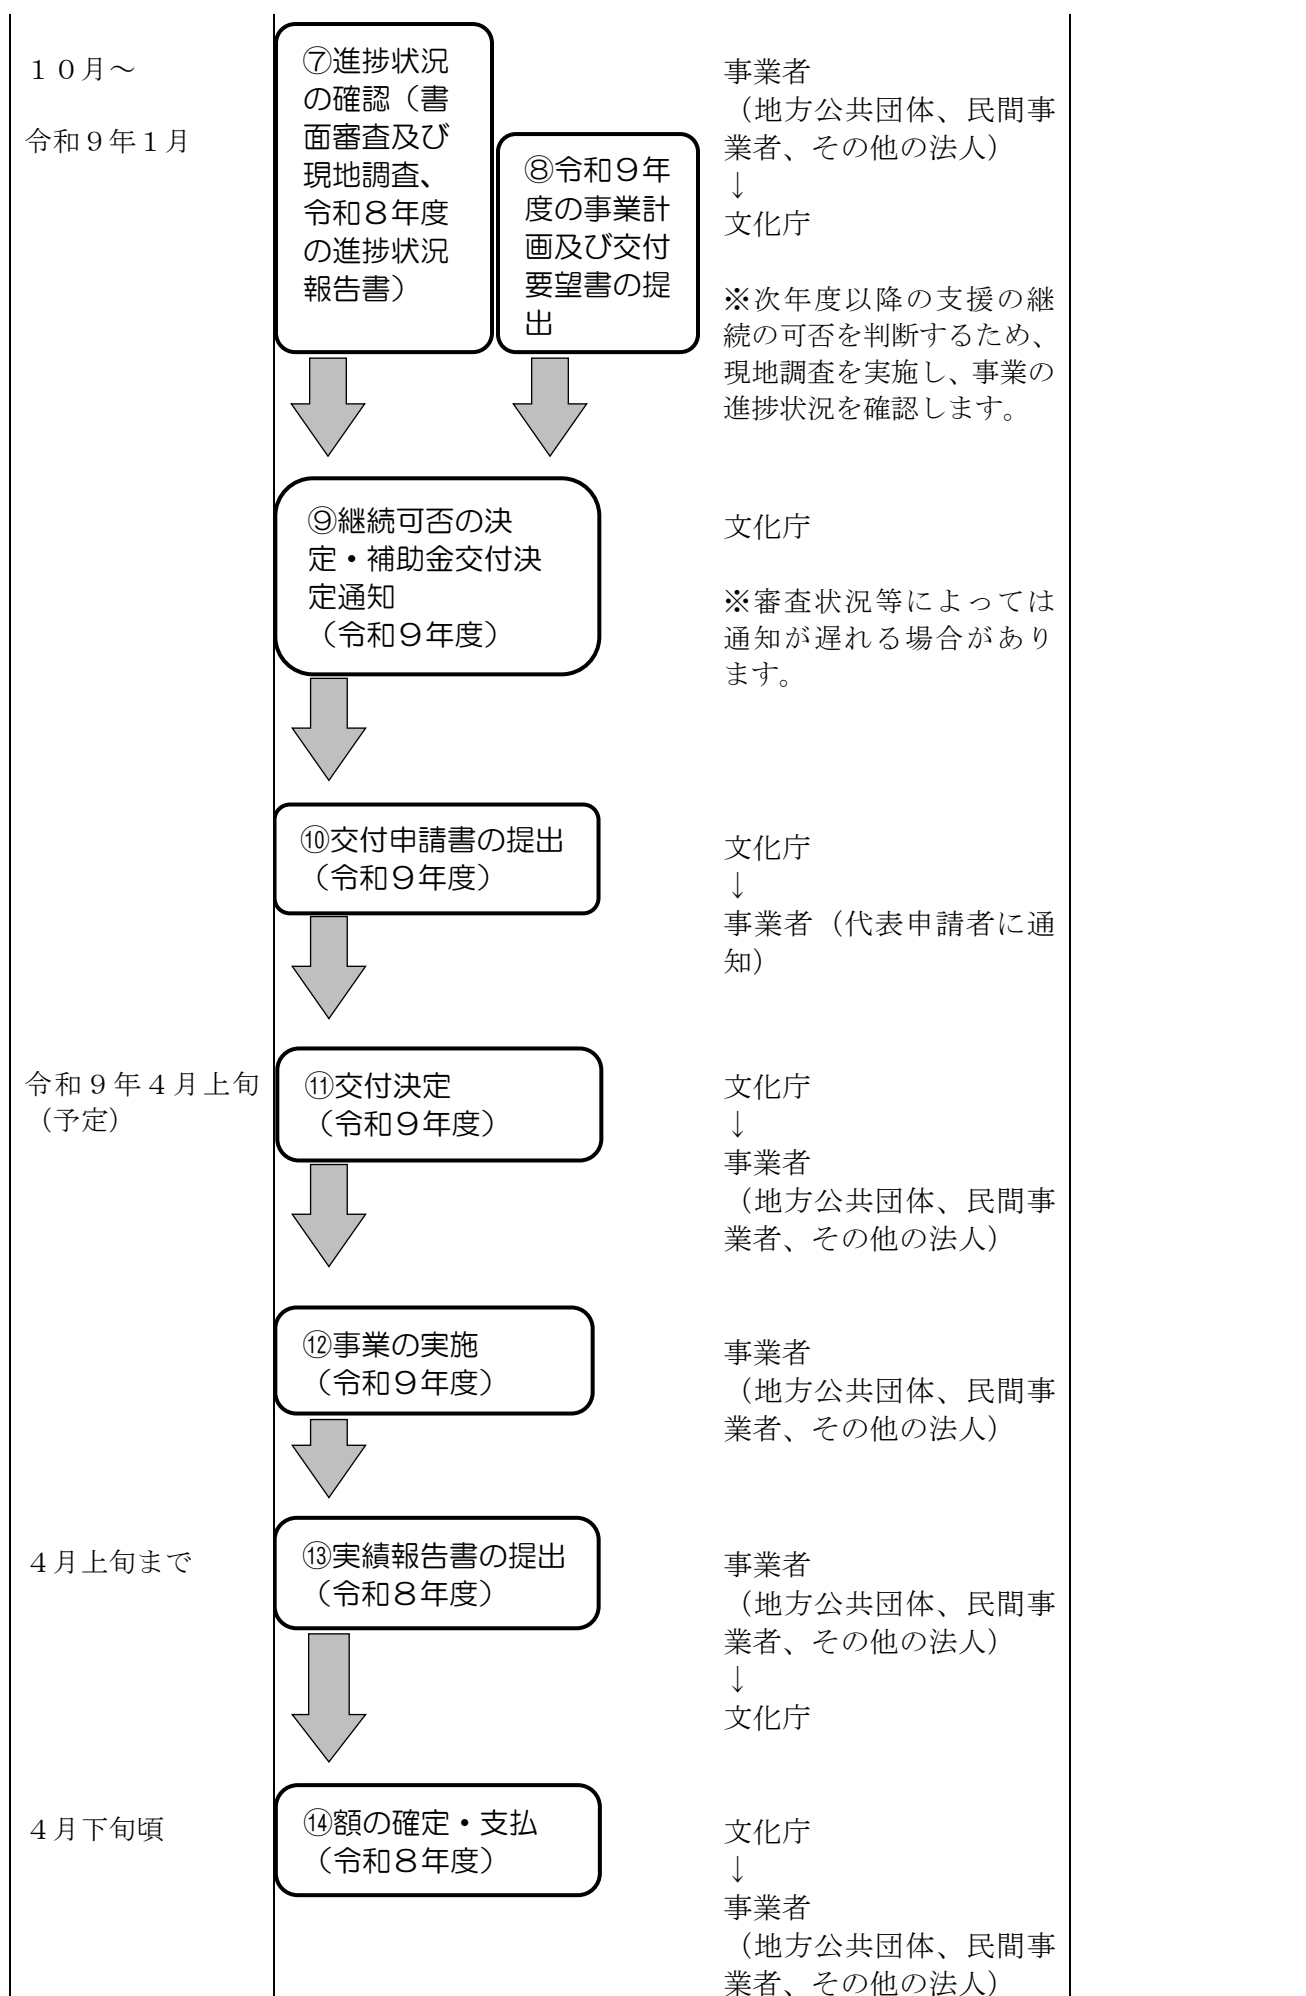 １０月～
令和９年１月
⑦進捗状況
の確認（書
面審査及び
現地調査、
令和８年度
の進捗状況
報告書）
⑧令和９年
度の事業計
画及び交付
要望書の提
出
事業者
（地方公共団体、民間事
業者、その他の法人）
↓
文化庁
※次年度以降の支援の継
続の可否を判断するため、
現地調査を実施し、事業の
進捗状況を確認します。
⑨継続可否の決
定・補助金交付決
定通知
（令和９年度）
文化庁
※審査状況等によっては
通知が遅れる場合があり
ます。
⑩交付申請書の提出
（令和９年度）
文化庁
↓
事業者（代表申請者に通
知）
令和９年４月上旬
（予定）
⑪交付決定
（令和９年度）
文化庁
↓
事業者
（地方公共団体、民間事
業者、その他の法人）
⑫事業の実施
（令和９年度）
事業者
（地方公共団体、民間事
業者、その他の法人）
４月上旬まで
⑬実績報告書の提出
（令和８年度）
事業者
（地方公共団体、民間事
業者、その他の法人）
↓
文化庁
４月下旬頃
⑭額の確定・支払
（令和８年度）
文化庁
↓
事業者
（地方公共団体、民間事
業者、その他の法人）